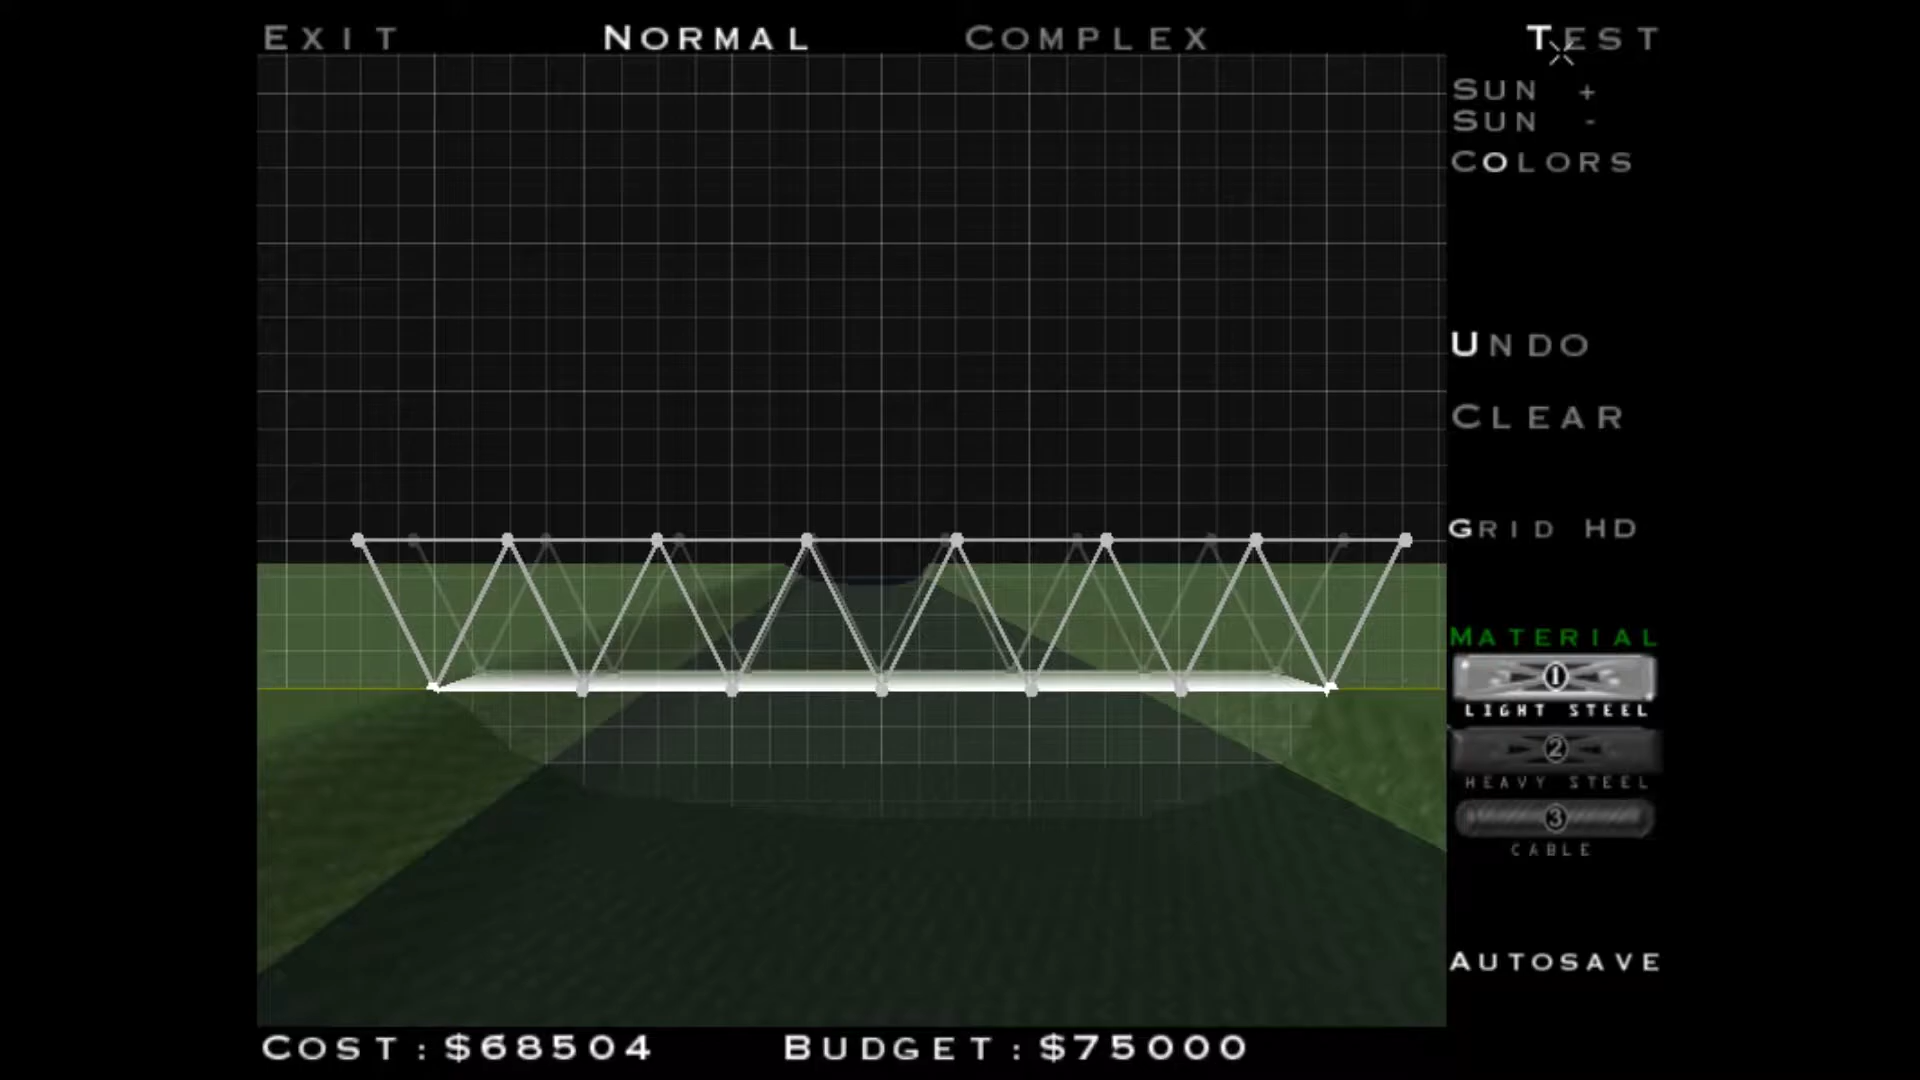 EXIT NORMAL COMPLEX TEST
SUN +
SUN -
COLORS
UNDO
CLEAR
GRID HD
MATERIAL
1
LIGHT STEEL
2
HEAVY STEEL
3
CABLE
AUTOSAVE
COST:$68504 BUDGET:$75000